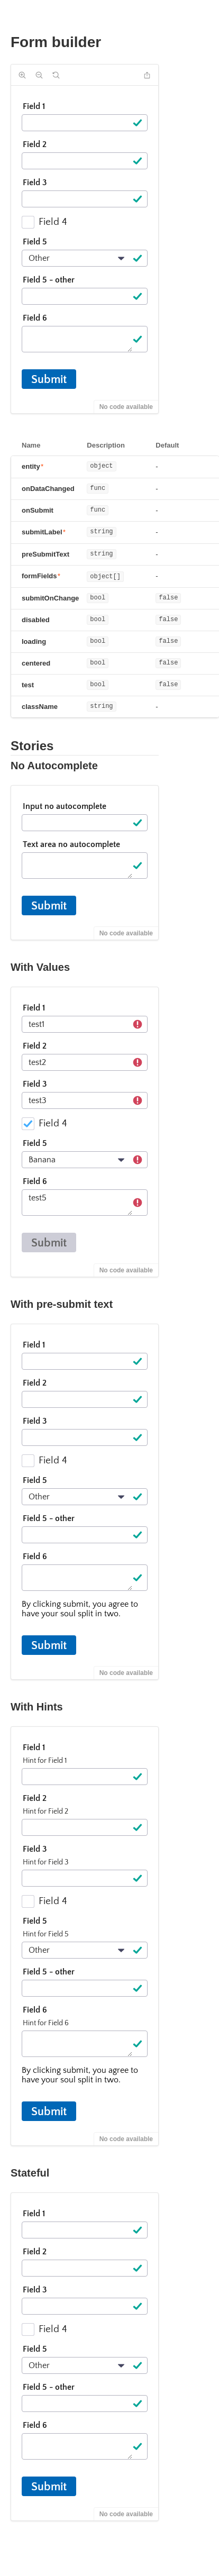 Form builder
Field 1
Field 2
Field 3
Field 4
Field 5
Other
Field 5 - other
Field 6
Submit
No code available
Name Description Default
entity* object -
onDataChanged func -
onSubmit func -
submitLabel* string -
preSubmitText string -
formFields* object[] -
submitOnChange bool false
disabled bool false
loading bool false
centered bool false
test bool false
className string -
Stories
No Autocomplete
Input no autocomplete
Text area no autocomplete
Submit
No code available
With Values
Field 1
test1
Field 2
test2
Field 3
test3
Field 4
Field 5
Banana
Field 6
test5
Submit
No code available
With pre-submit text
Field 1
Field 2
Field 3
Field 4
Field 5
Other
Field 5 - other
Field 6
By clicking submit, you agree to
have your soul split in two.
Submit
No code available
With Hints
Field 1
Hint for Field 1
Field 2
Hint for Field 2
Field 3
Hint for Field 3
Field 4
Field 5
Hint for Field 5
Other
Field 5 - other
Field 6
Hint for Field 6
By clicking submit, you agree to
have your soul split in two.
Submit
No code available
Stateful
Field 1
Field 2
Field 3
Field 4
Field 5
Other
Field 5 - other
Field 6
Submit
No code available